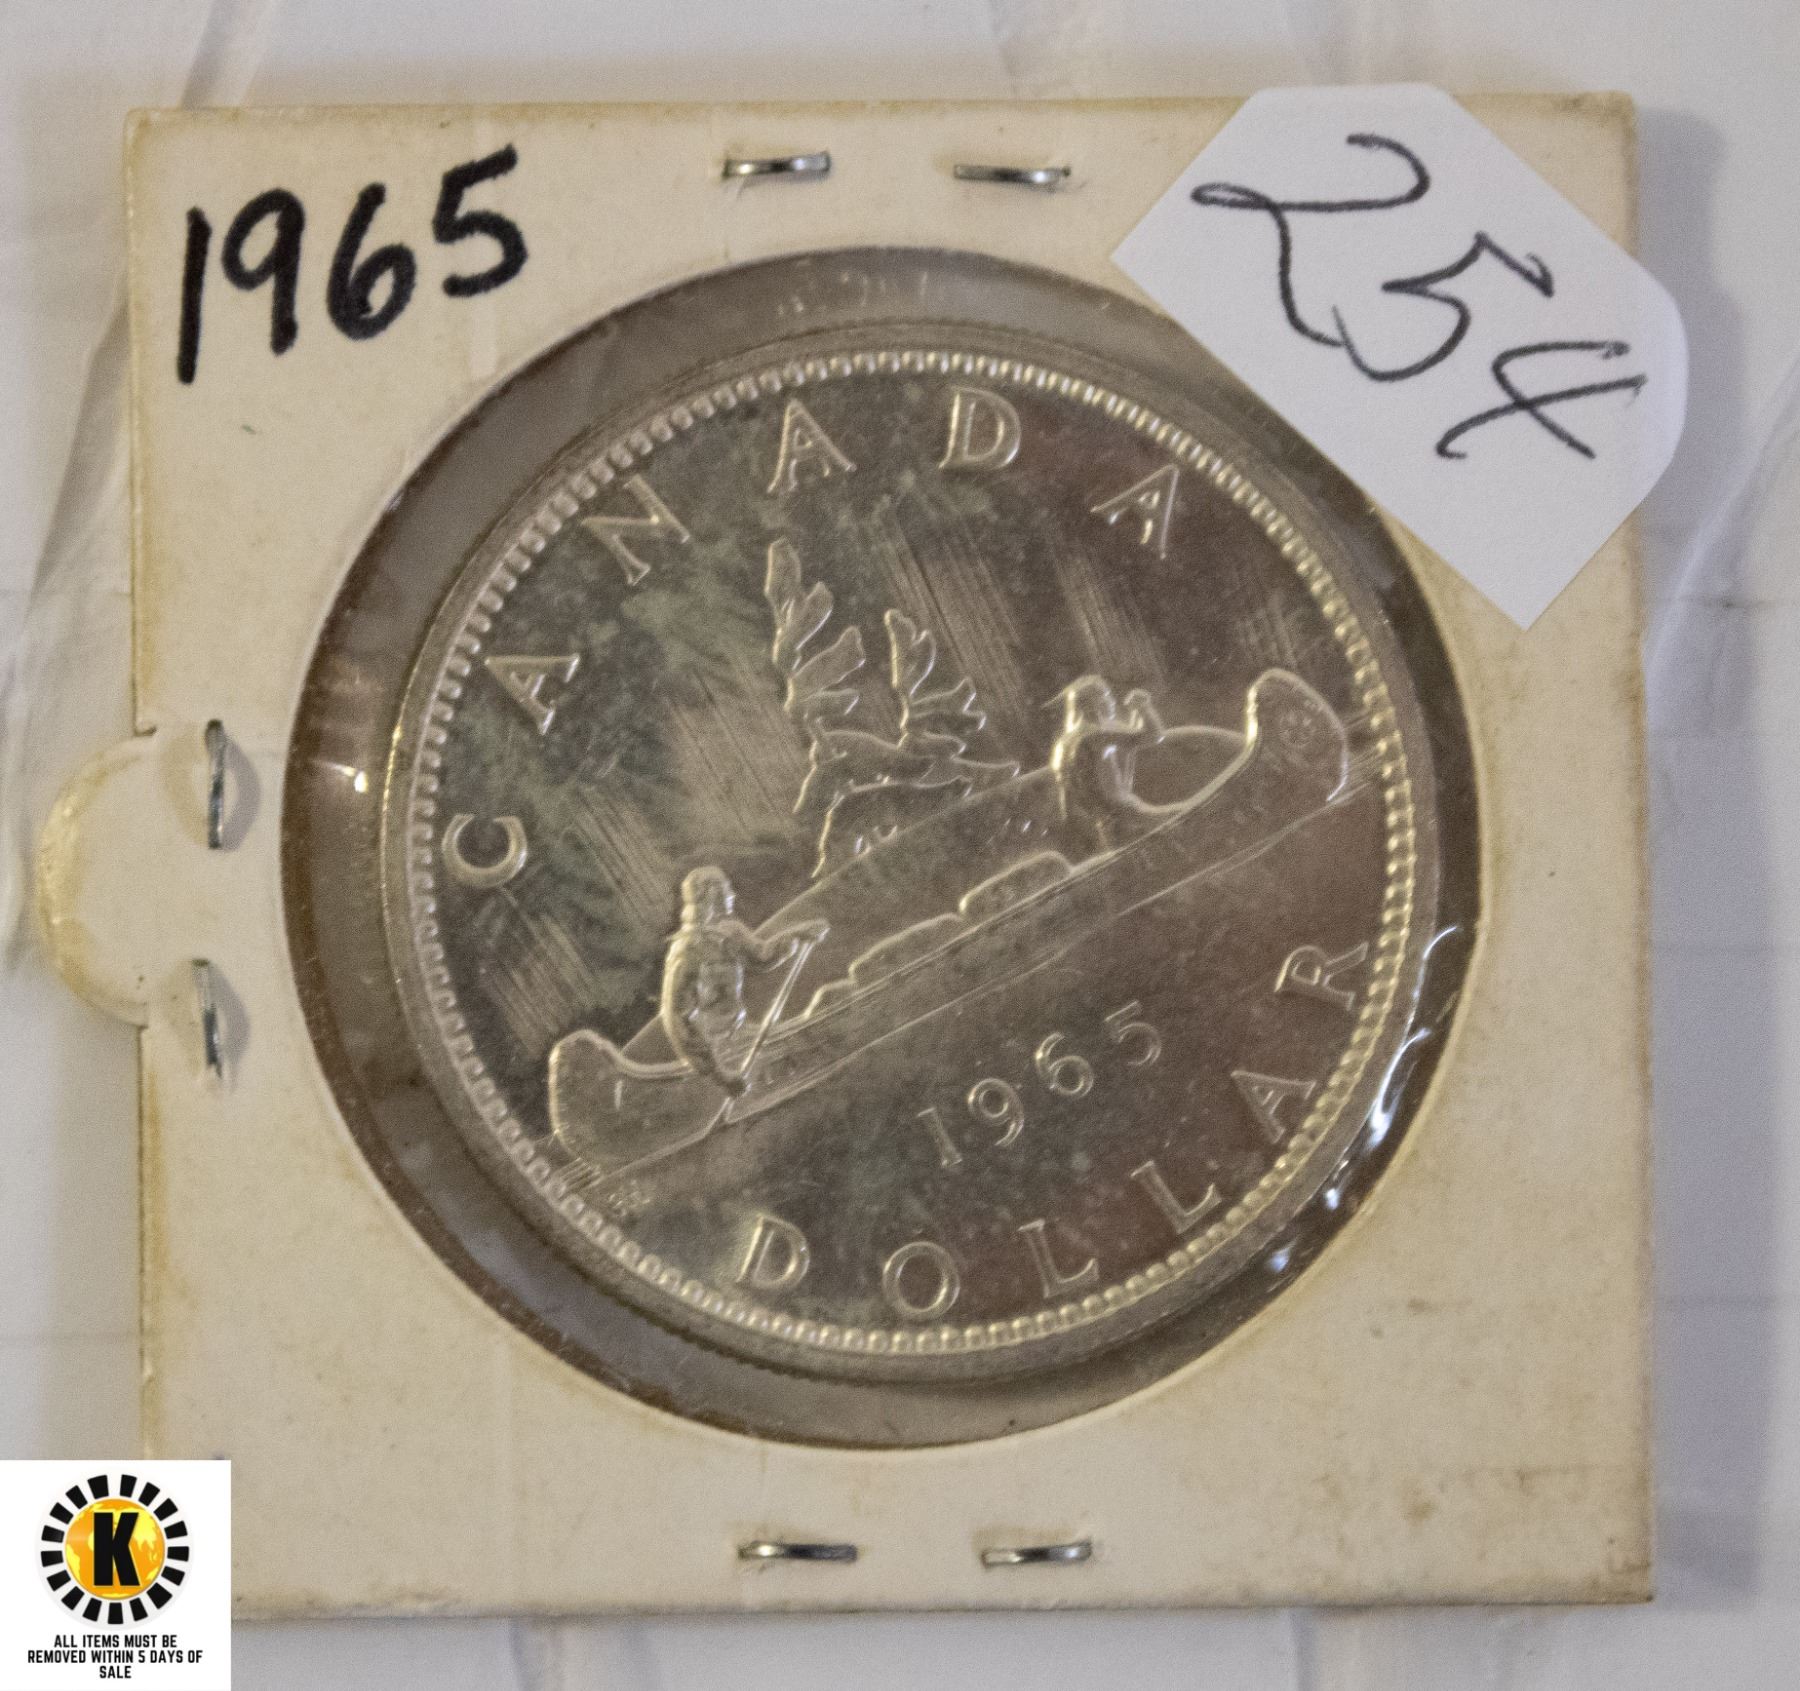 1965
254
CANADA
1965
DOLLAR
K
ALL ITEMS MUST BE
REMOVED WITHIN 5 DAYS OF
SALE